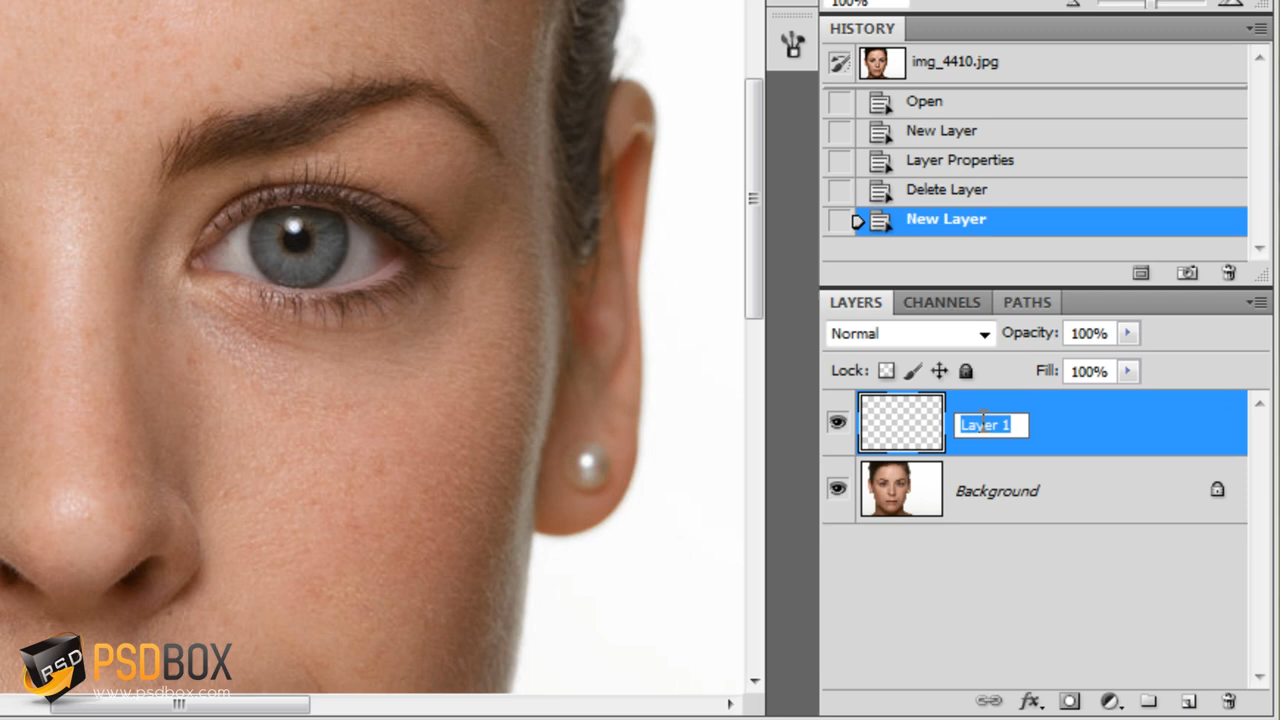 100%
HISTORY
img_4410.jpg
Open
New Layer
Layer Properties
Delete Layer
New Layer
LAYERS CHANNELS PATHS
Normal Opacity: 100%
Lock: Fill: 100%
Layer 1
Background
fx
PSD PSDBOX
www.psdbox.com